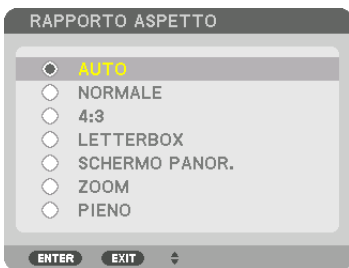 RAPPORTO ASPETTO
AUTO
NORMALE
4:3
LETTERBOX
SCHERMO PANOR.
ZOOM
PIENO
ENTER EXIT